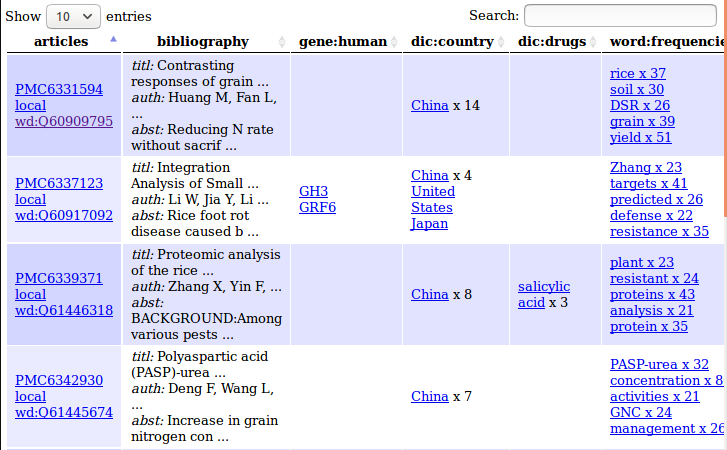 Show 10 entries
Search:
articles bibliography gene:human dic:country dic:drugs word:frequencie
PMC6331594
local
wd:Q60909795
titl: Contrasting
responses of grain ...
auth: Huang M, Fan L,
...
abst: Reducing N rate
without sacrif ...
China x 14
rice x 37
soil x 30
DSR x 26
grain x 39
yield x 51
PMC6337123
local
wd:Q60917092
titl: Integration
Analysis of Small ...
auth: Li W, Jia Y, Li ...
abst: Rice foot rot
disease caused b ...
GH3
GRF6
China x 4
United
States
Japan
Zhang x 23
targets x 41
predicted x 26
defense x 22
resistance x 35
PMC6339371
local
wd:Q61446318
titl: Proteomic analysis
of the rice ...
auth: Zhang X, Yin F, ...
abst:
BACKGROUND:Among
various pests ...
China x 8
salicylic
acid x 3
plant x 23
resistant x 24
proteins x 43
analysis x 21
protein x 35
PMC6342930
local
wd:Q61445674
titl: Polyaspartic acid
(PASP)-urea ...
auth: Deng F, Wang L,
...
abst: Increase in grain
nitrogen con ...
China x 7
PASP-urea x 32
concentration x 8
activities x 21
GNC x 24
management x 26